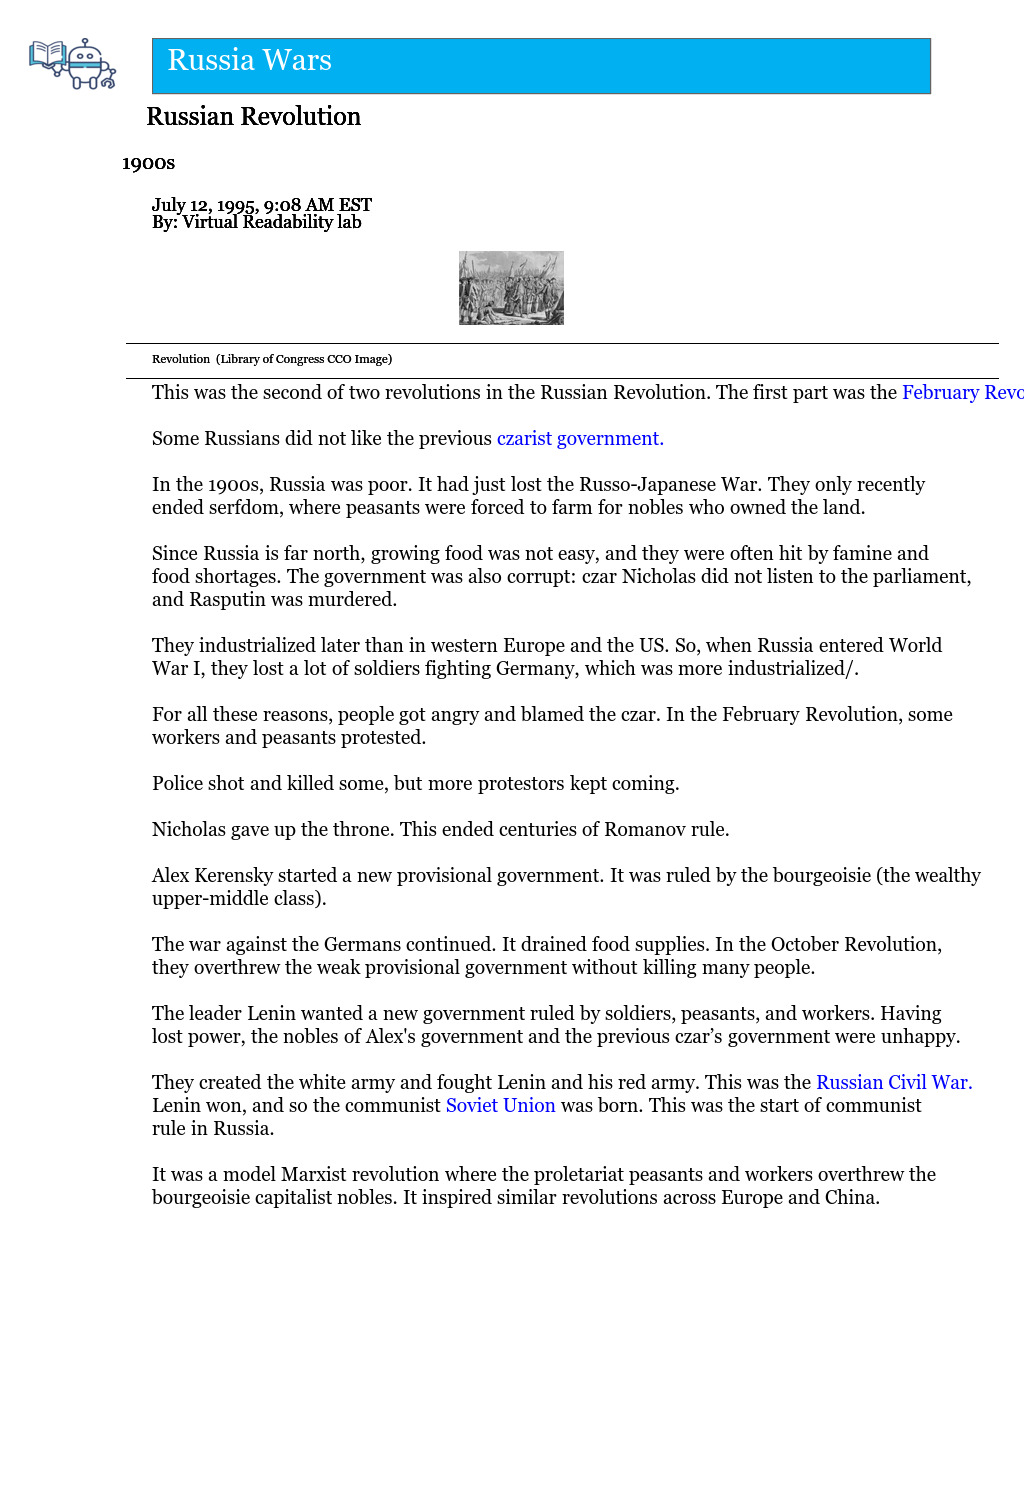 Russia Wars
Russian Revolution
1900s
July 12, 1995, 9:08 AM EST
By: Virtual Readability lab
Revolution (Library of Congress CCO Image)
This was the second of two revolutions in the Russian Revolution. The first part was the February Revo
Some Russians did not like the previous czarist government.
In the 1900s, Russia was poor. It had just lost the Russo-Japanese War. They only recently
ended serfdom, where peasants were forced to farm for nobles who owned the land.
Since Russia is far north, growing food was not easy, and they were often hit by famine and
food shortages. The government was also corrupt: czar Nicholas did not listen to the parliament,
and Rasputin was murdered.
They industrialized later than in western Europe and the US. So, when Russia entered World
War I, they lost a lot of soldiers fighting Germany, which was more industrialized/.
For all these reasons, people got angry and blamed the czar. In the February Revolution, some
workers and peasants protested.
Police shot and killed some, but more protestors kept coming.
Nicholas gave up the throne. This ended centuries of Romanov rule.
Alex Kerensky started a new provisional government. It was ruled by the bourgeoisie (the wealthy
upper-middle class).
The war against the Germans continued. It drained food supplies. In the October Revolution,
they overthrew the weak provisional government without killing many people.
The leader Lenin wanted a new government ruled by soldiers, peasants, and workers. Having
lost power, the nobles of Alex's government and the previous czar’s government were unhappy.
They created the white army and fought Lenin and his red army. This was the Russian Civil War.
Lenin won, and so the communist Soviet Union was born. This was the start of communist
rule in Russia.
It was a model Marxist revolution where the proletariat peasants and workers overthrew the
bourgeoisie capitalist nobles. It inspired similar revolutions across Europe and China.